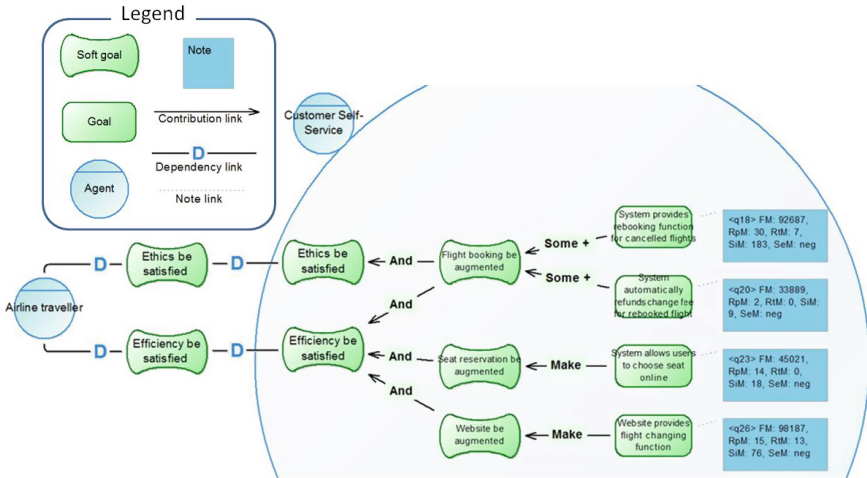 Legend
Soft goal
Note
Goal
Contribution link
D
Dependency link
Agent
Note link
Customer Self-
Service
Airline traveller
D
Ethics be
satisfied
D
Ethics be
satisfied
And
Flight booking be
augmented
Some +
System provides
rebooking function
for cancelled flights
<q18> FM: 92687,
RpM: 30, RtM: 7,
SiM: 183, SeM: neg
Some +
System
automatically
refunds change fee
for rebooked flight
<q20> FM: 33889,
RpM: 2, RtM: 0, SiM:
9, SeM: neg
And
D
Efficiency be
satisfied
D
Efficiency be
satisfied
And
Seat reservation be
augmented
Make
System allows users
to choose seat
online
<q23> FM: 45021,
RpM: 14, RtM: 0,
SiM: 18, SeM: neg
And
Website be
augmented
Make
Website provides
flight changing
function
<q26> FM: 98187,
RpM: 15, RtM: 13,
SiM: 76, SeM: neg